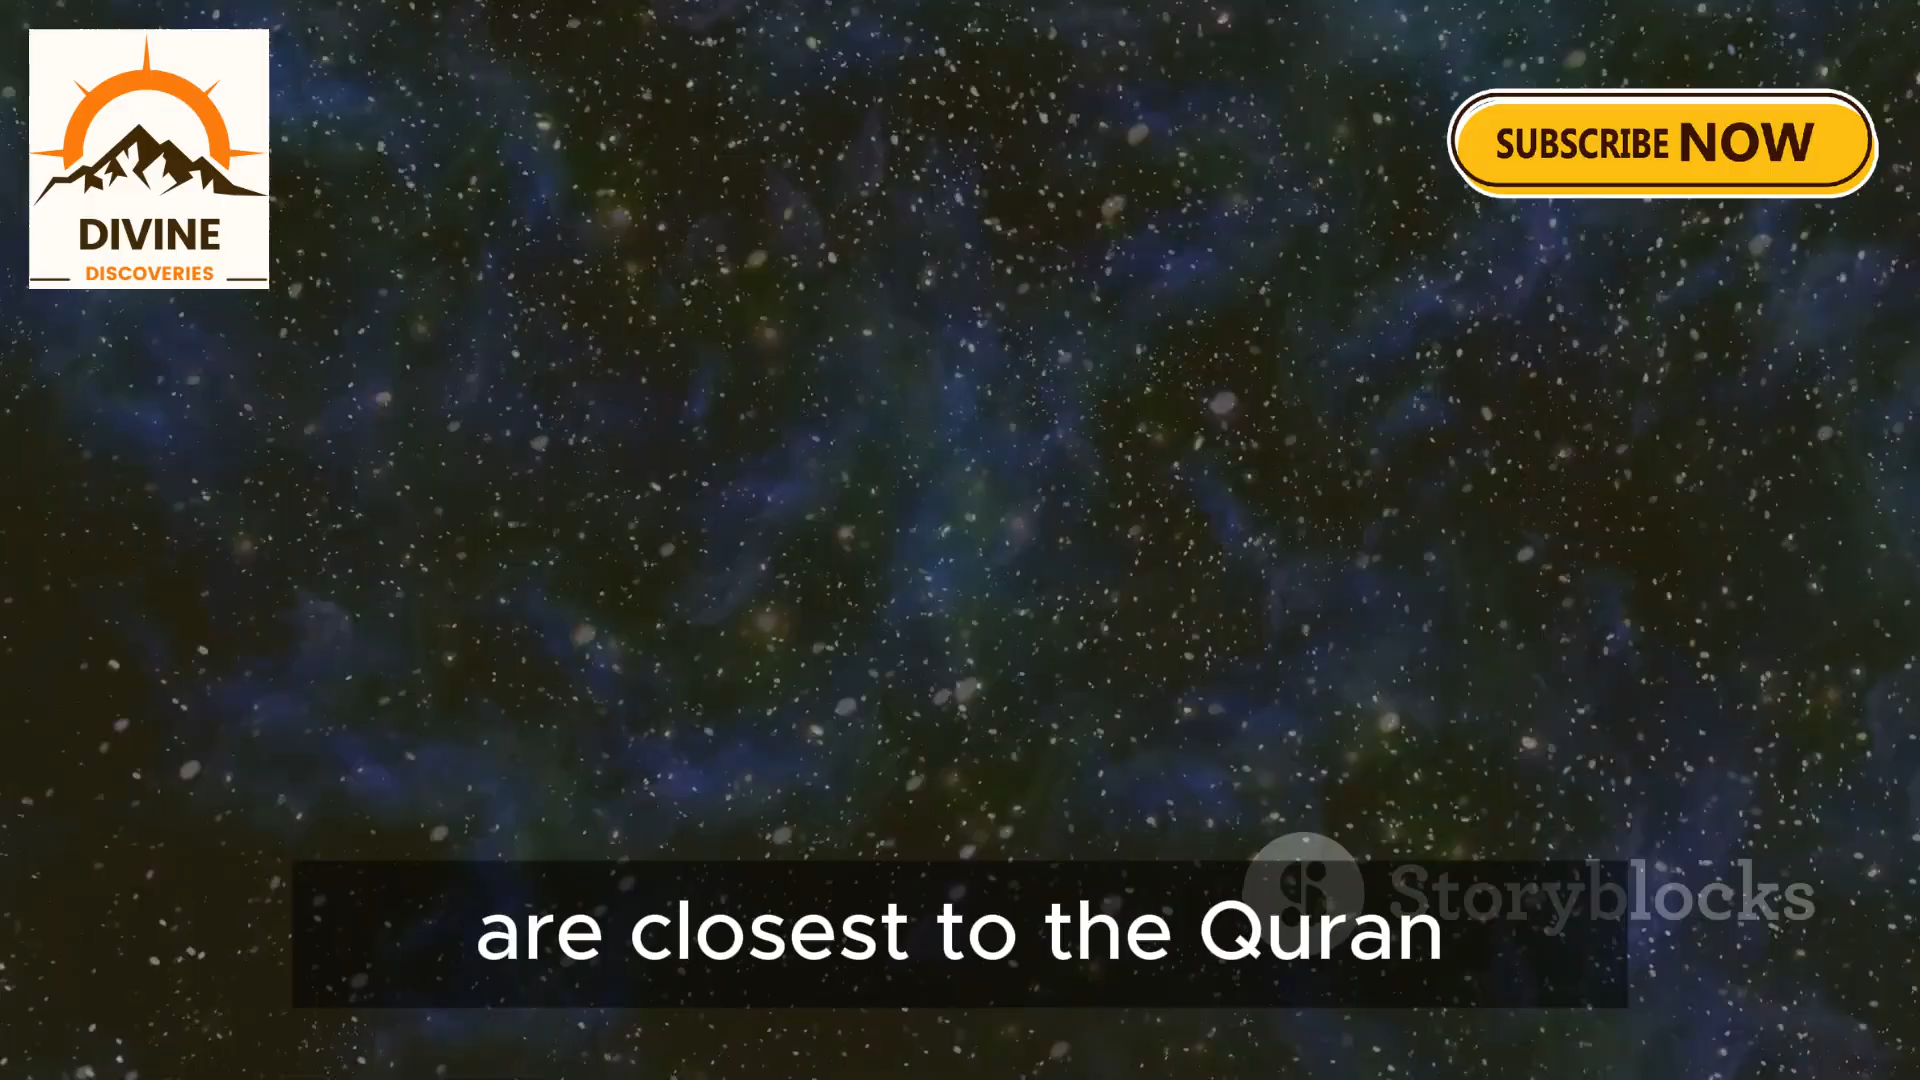 DIVINE
DISCOVERIES
SUBSCRIBE NOW
Storyblocks
are closest to the Quran